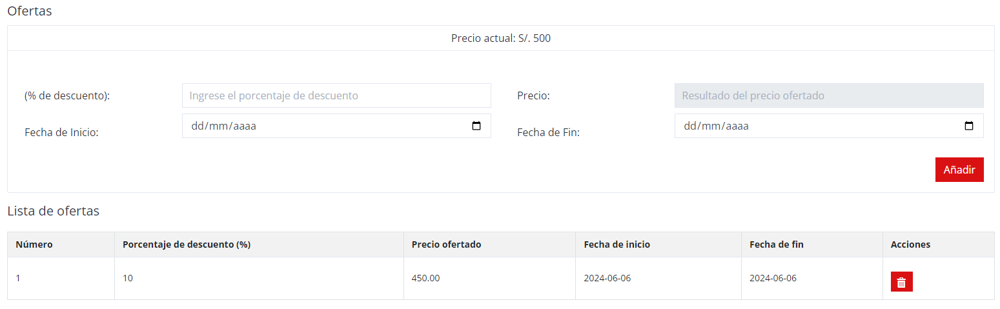 Ofertas
Precio actual: S/. 500
(% de descuento): Ingrese el porcentaje de descuento Precio: Resultado del precio ofertado
Fecha de Inicio: dd/mm/aaaa Fecha de Fin: dd/mm/aaaa
Añadir
Lista de ofertas
Número Porcentaje de descuento (%) Precio ofertado Fecha de inicio Fecha de fin Acciones
1 10 450.00 2024-06-06 2024-06-06